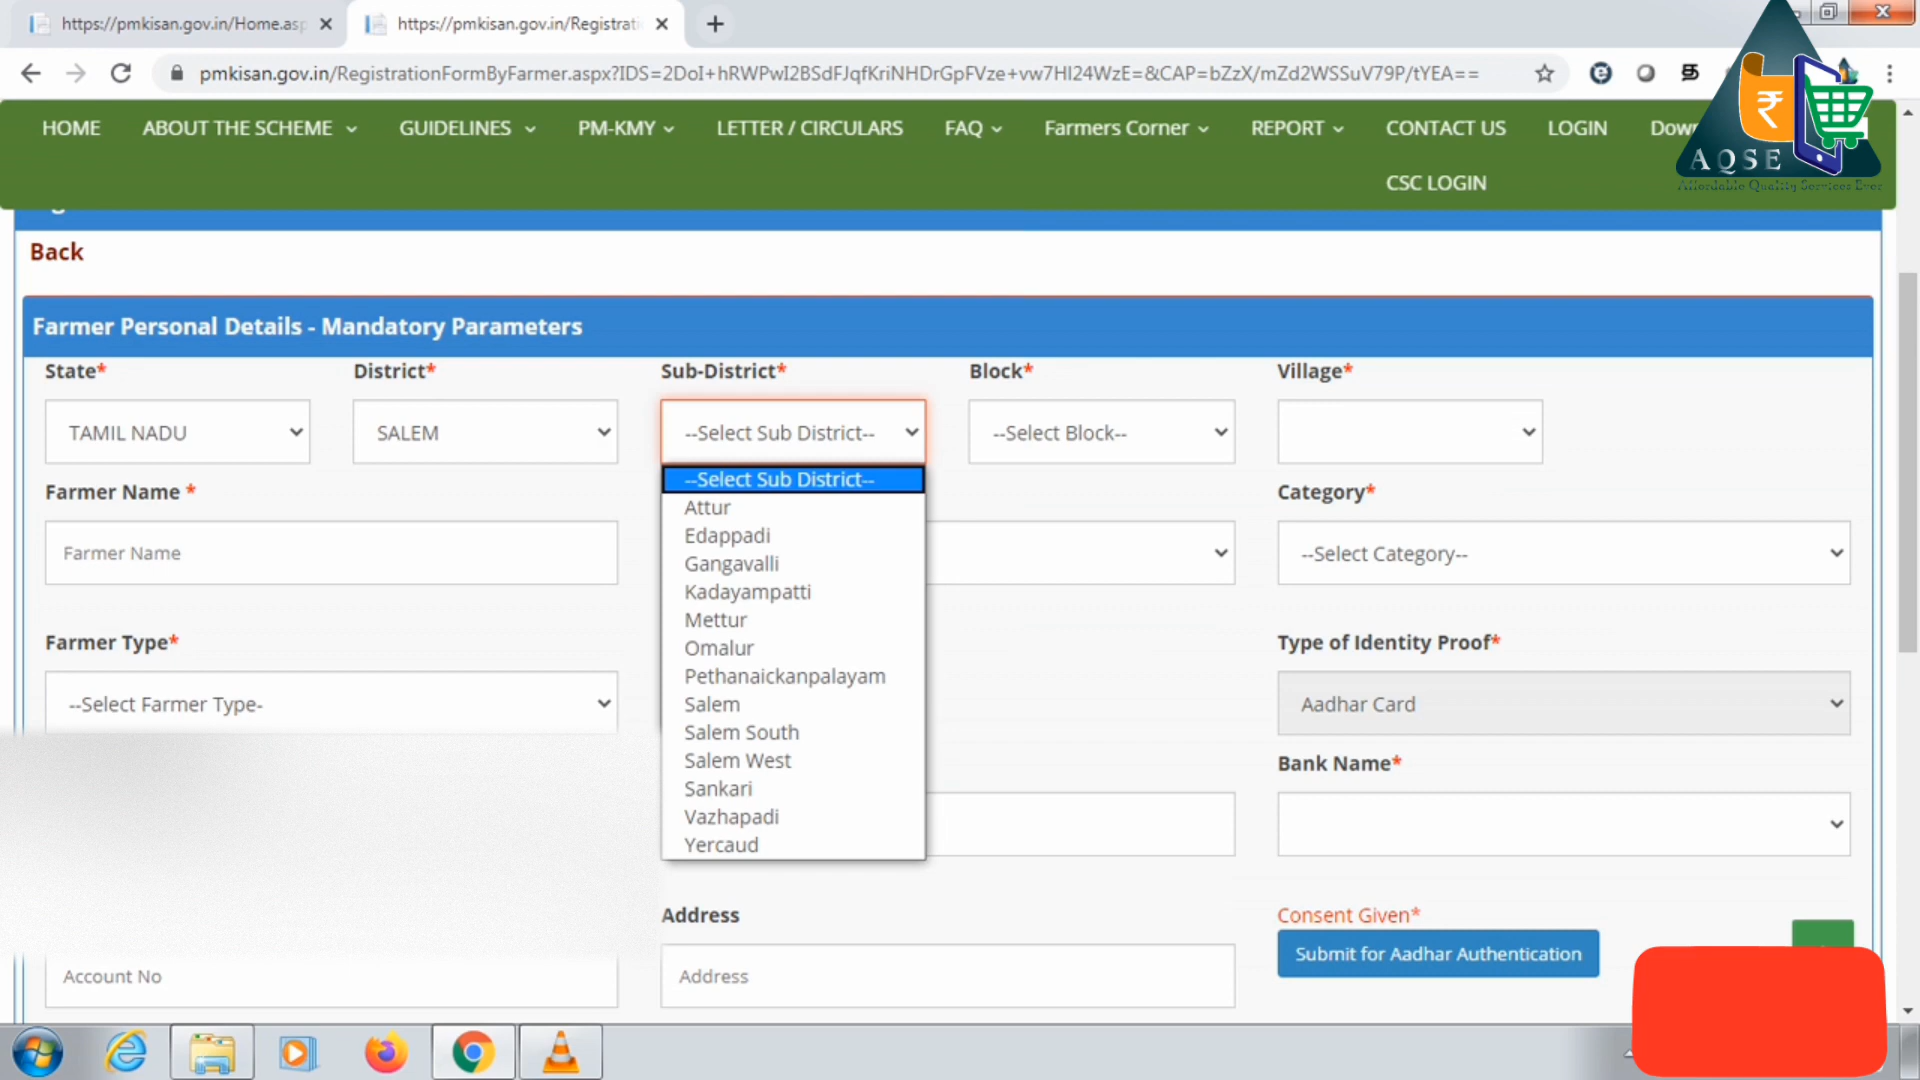 https://pmkisan.gov.in/Home.asp
https://pmkisan.gov.in/Registrati
pmkisan.gov.in/RegistrationFormByFarmer.aspx?IDS=2DoI+hRWPwI2BSdFJqfKriNHDrGpFVze+vw7HI24WzE=&CAP=bZzX/mZd2WSSuV79P/tYEA==
HOME ABOUT THE SCHEME GUIDELINES PM-KMY LETTER / CIRCULARS FAQ Farmers Corner REPORT CONTACT US LOGIN Dow
CSC LOGIN
₹
AQSE
Affordable Quality Services Ever
Back
Farmer Personal Details - Mandatory Parameters
State* District* Sub-District* Block* Village*
TAMIL NADU SALEM --Select Sub District-- --Select Block--
--Select Sub District--
Attur
Edappadi
Gangavalli
Kadayampatti
Mettur
Omalur
Pethanaickanpalayam
Salem
Salem South
Salem West
Sankari
Vazhapadi
Yercaud
Farmer Name * Category*
Farmer Name --Select Category--
Farmer Type* Type of Identity Proof*
--Select Farmer Type- Aadhar Card
Bank Name*
Address Consent Given*
Submit for Aadhar Authentication
Account No Address